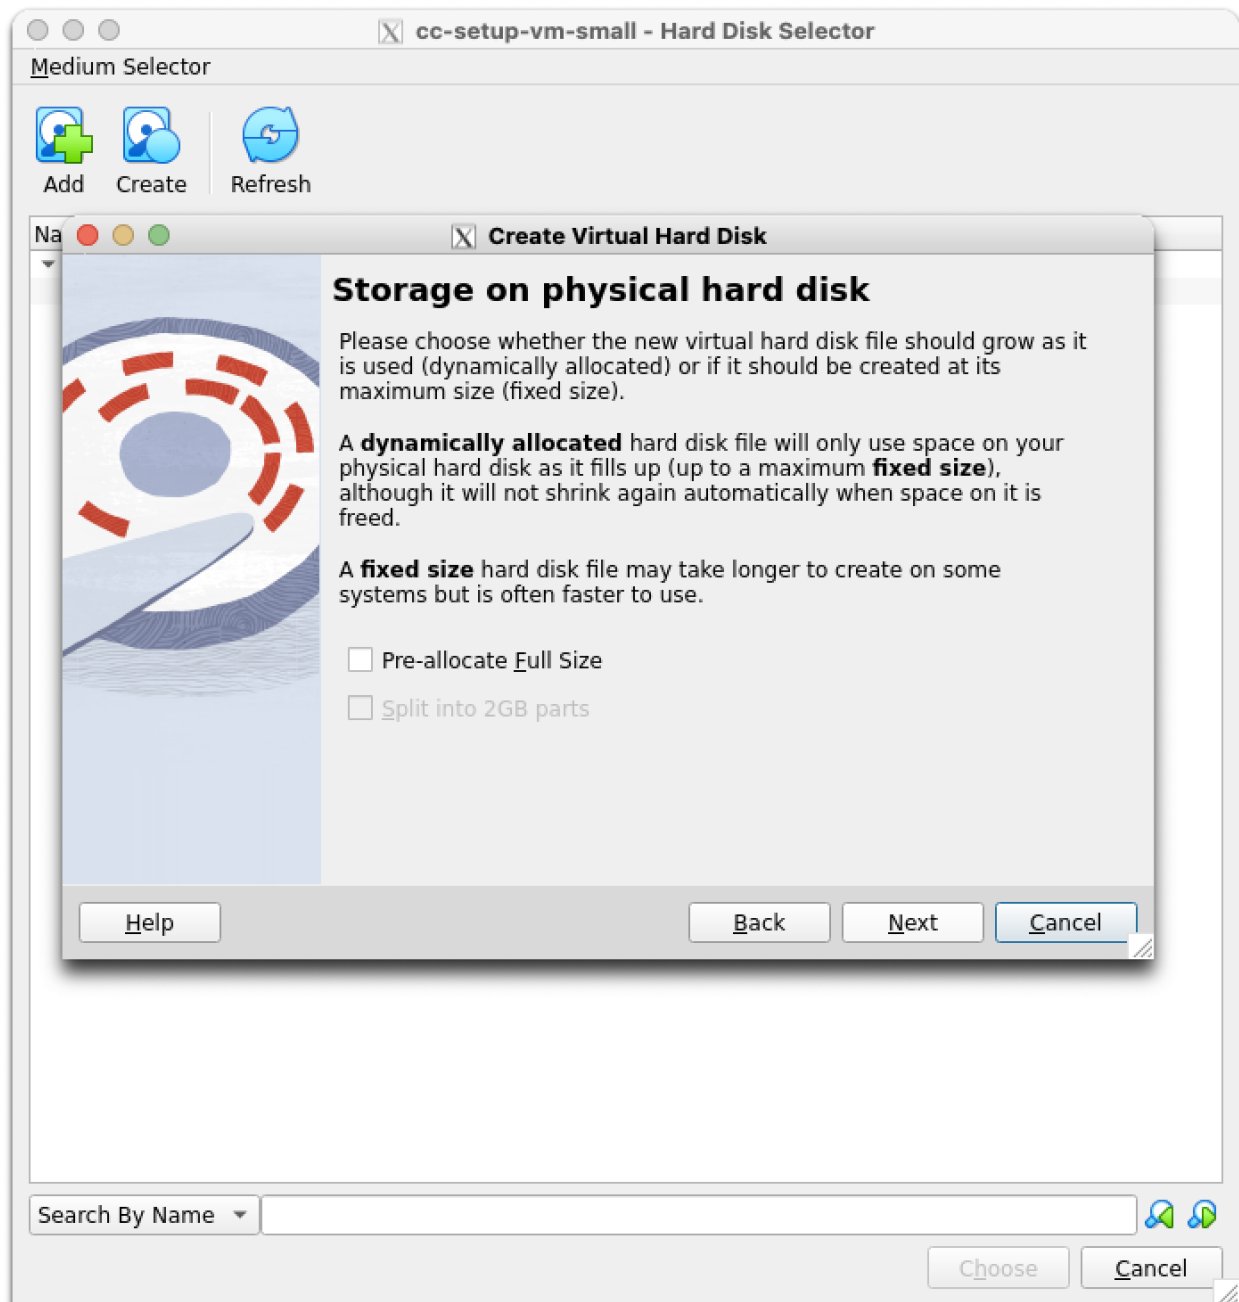 cc-setup-vm-small - Hard Disk Selector
Medium Selector
Add Create Refresh
Na
Create Virtual Hard Disk
Storage on physical hard disk
Please choose whether the new virtual hard disk file should grow as it
is used (dynamically allocated) or if it should be created at its
maximum size (fixed size).
A dynamically allocated hard disk file will only use space on your
physical hard disk as it fills up (up to a maximum fixed size),
although it will not shrink again automatically when space on it is
freed.
A fixed size hard disk file may take longer to create on some
systems but is often faster to use.
Pre-allocate Full Size
Split into 2GB parts
Help Back Next Cancel
Search By Name
Choose Cancel